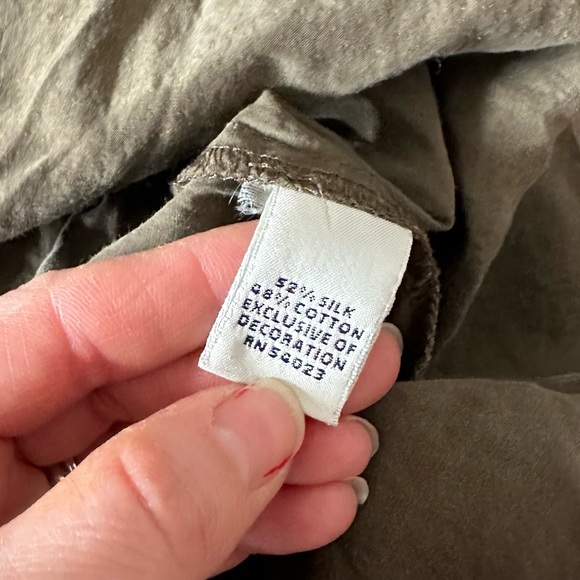 52% SILK
48% COTTON
EXCLUSIVE OF
DECORATION
RN 54023